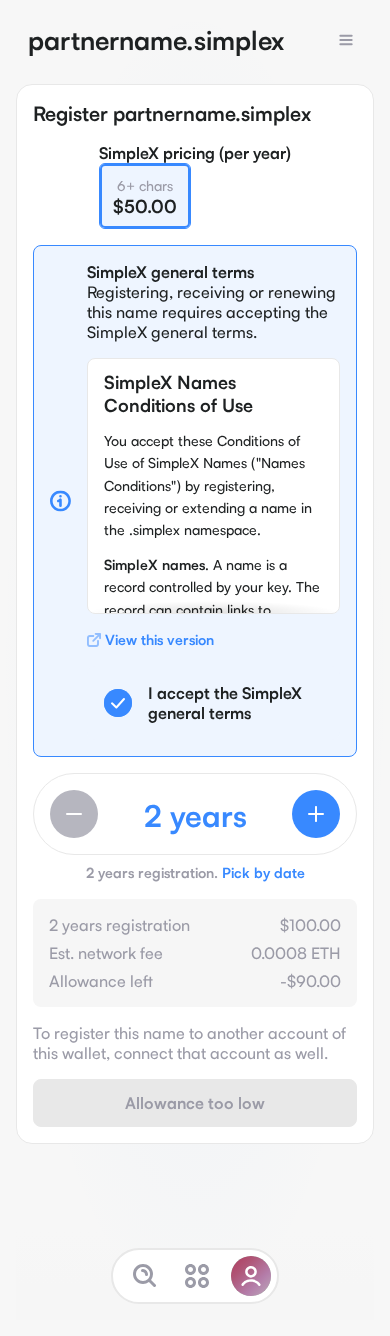 partnername.simplex
Register partnername.simplex
SimpleX pricing (per year)
6+ chars
$50.00
SimpleX general terms
Registering, receiving or renewing
this name requires accepting the
SimpleX general terms.
SimpleX Names
Conditions of Use
You accept these Conditions of
Use of SimpleX Names ("Names
Conditions") by registering,
receiving or extending a name in
the .simplex namespace.
SimpleX names. A name is a
record controlled by your key. The
record can contain links to
View this version
I accept the SimpleX
general terms
2 years
2 years registration. Pick by date
2 years registration $100.00
Est. network fee 0.0008 ETH
Allowance left -$90.00
To register this name to another account of
this wallet, connect that account as well.
Allowance too low